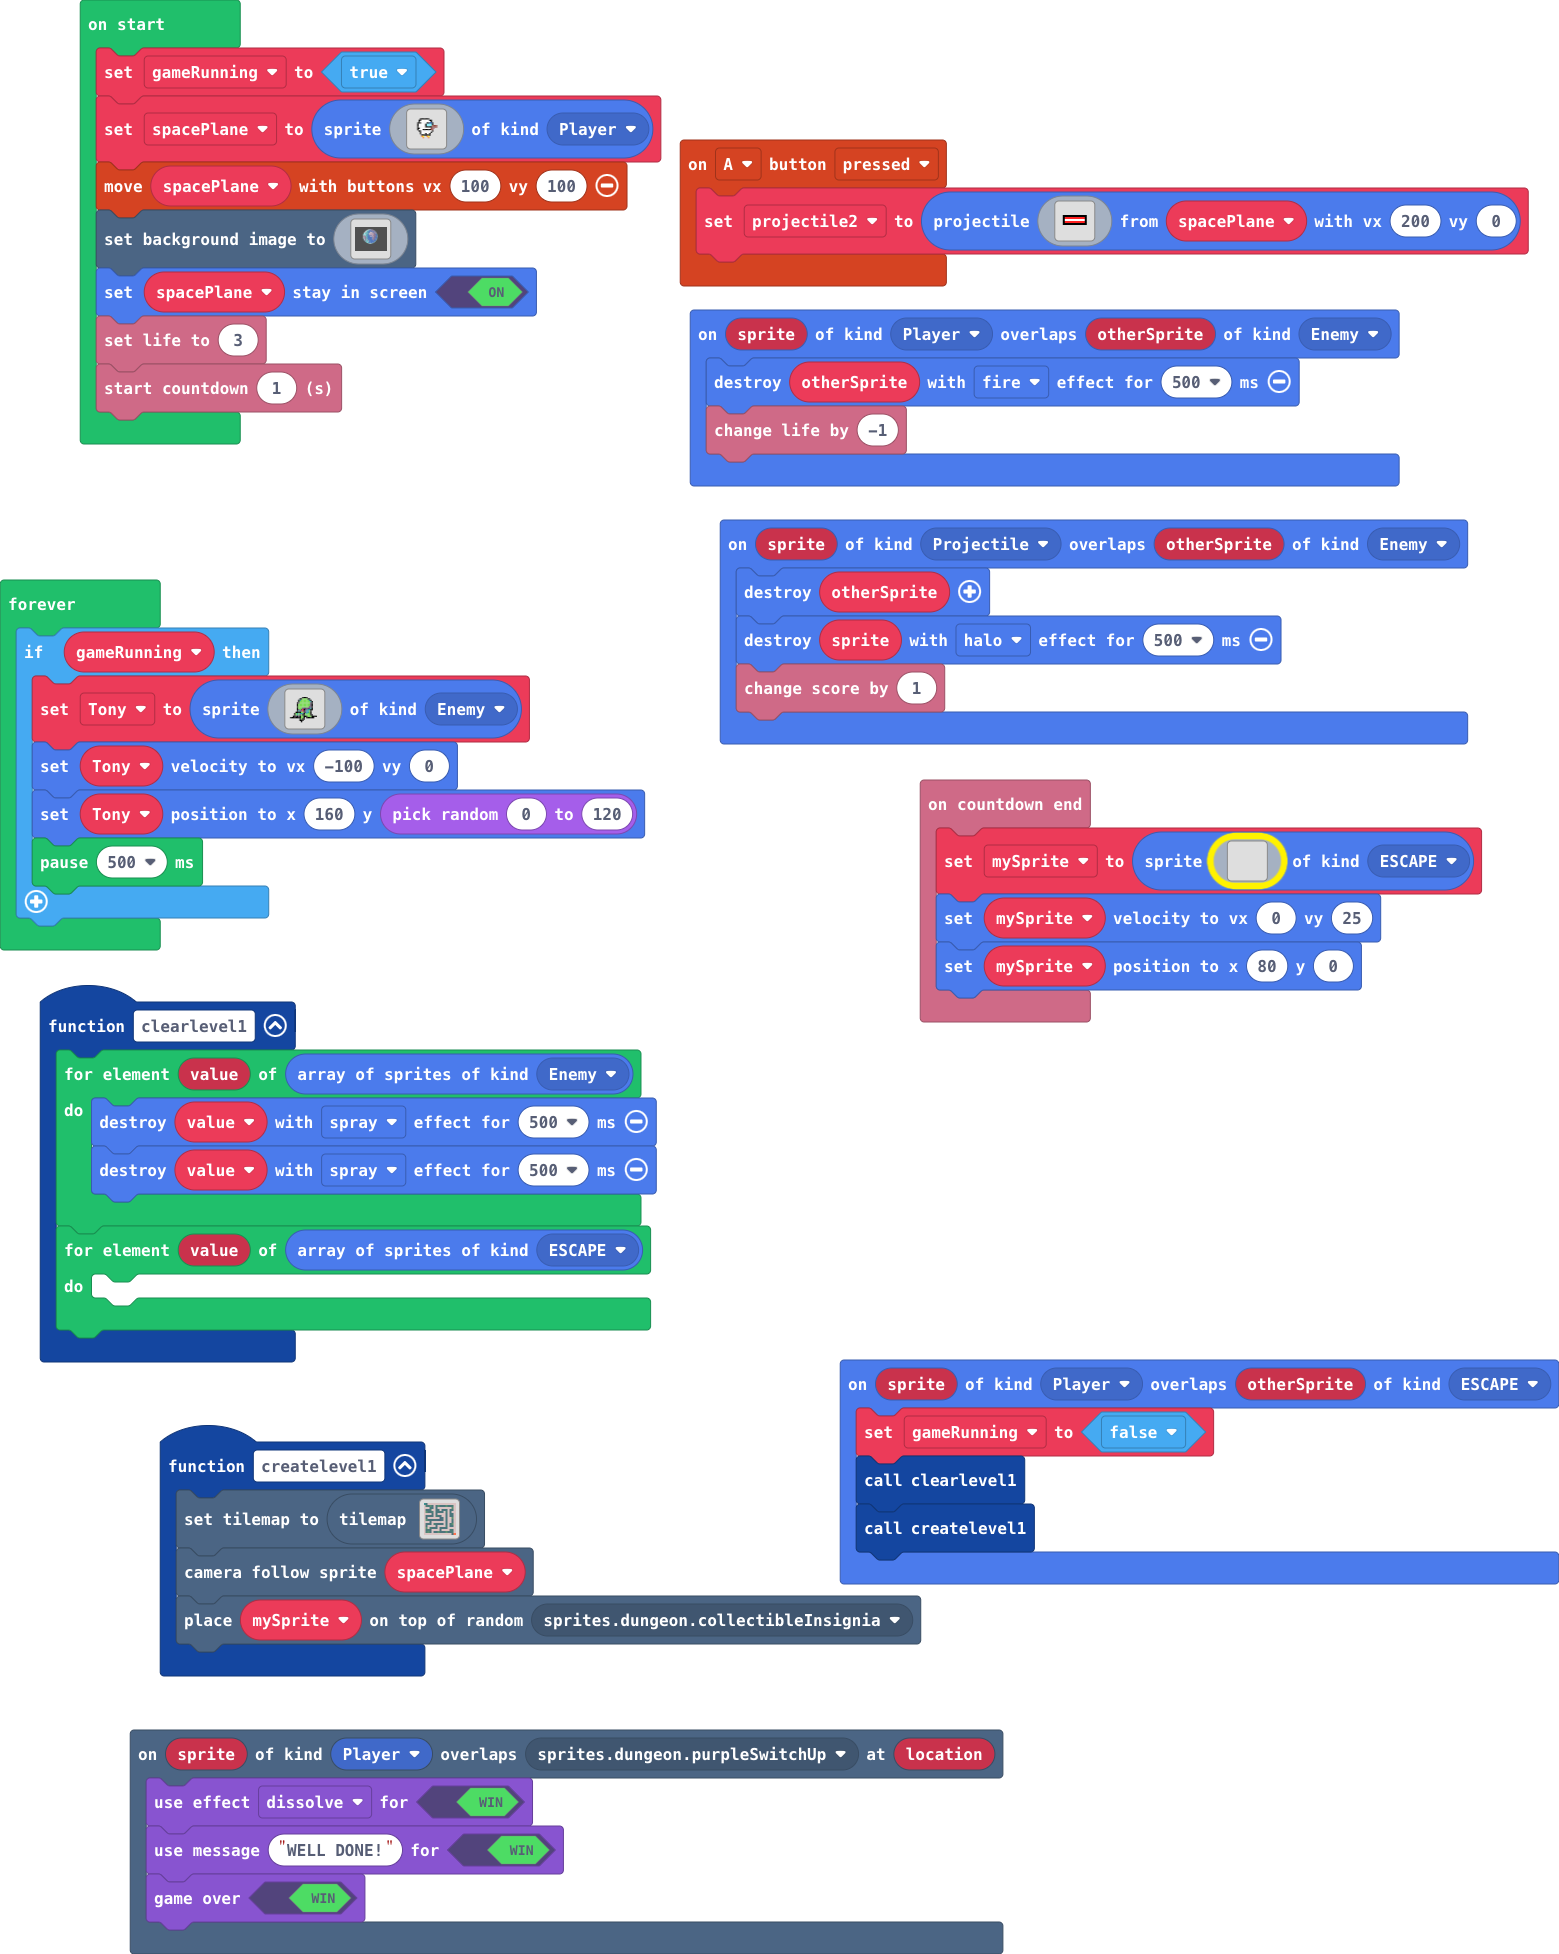 on start
set gameRunning to true
set spacePlane to sprite of kind Player
move spacePlane with buttons vx 100 vy 100
set background image to
set spacePlane stay in screen ON
set life to 3
start countdown 1 (s)
on A button pressed
set projectile2 to projectile from spacePlane with vx 200 vy 0
on sprite of kind Player overlaps otherSprite of kind Enemy
destroy otherSprite with fire effect for 500 ms
change life by -1
on sprite of kind Projectile overlaps otherSprite of kind Enemy
destroy otherSprite
destroy sprite with halo effect for 500 ms
change score by 1
forever
if gameRunning then
set Tony to sprite of kind Enemy
set Tony velocity to vx -100 vy 0
set Tony position to x 160 y pick random 0 to 120
pause 500 ms
on countdown end
set mySprite to sprite of kind ESCAPE
set mySprite velocity to vx 0 vy 25
set mySprite position to x 80 y 0
function clearlevel1
for element value of array of sprites of kind Enemy
do
destroy value with spray effect for 500 ms
destroy value with spray effect for 500 ms
for element value of array of sprites of kind ESCAPE
do
on sprite of kind Player overlaps otherSprite of kind ESCAPE
set gameRunning to false
call clearlevel1
call createlevel1
function createlevel1
set tilemap to tilemap
camera follow sprite spacePlane
place mySprite on top of random sprites.dungeon.collectibleInsignia
on sprite of kind Player overlaps sprites.dungeon.purpleSwitchUp at location
use effect dissolve for WIN
use message "WELL DONE!" for WIN
game over WIN